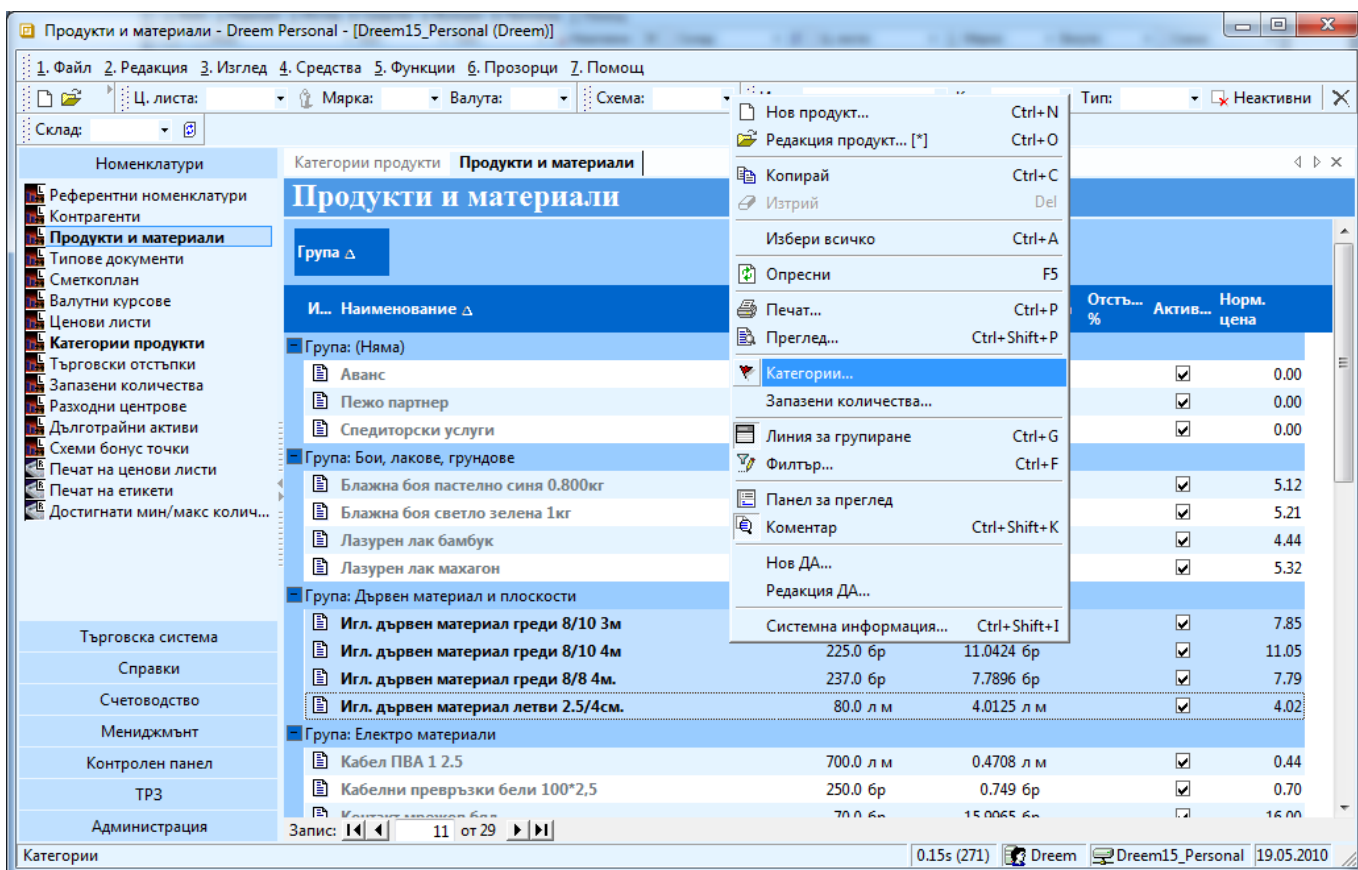 Продукти и материали - Dreem Personal - [Dreem15_Personal (Dreem)]
1. Файл 2. Редакция 3. Изглед 4. Средства 5. Функции 6. Прозорци 7. Помощ
Ц. листа: Мярка: Валута: Схема: Тип: Неактивни
Склад:
Номенклатури
Референтни номенклатури
Контрагенти
Продукти и материали
Типове документи
Сметкоплан
Валутни курсове
Ценови листи
Категории продукти
Търговски отстъпки
Запазени количества
Разходни центрове
Дълготрайни активи
Схеми бонус точки
Печат на ценови листи
Печат на етикети
Достигнати мин/макс колич...
Търговска система
Справки
Счетоводство
Мениджмънт
Контролен панел
ТРЗ
Администрация
Категории продукти Продукти и материали
Продукти и материали
Група
И... Наименование Отстъ... % Актив... Норм. цена
Група: (Няма)
Аванс 0.00
Пежо партнер 0.00
Спедиторски услуги 0.00
Група: Бои, лакове, грундове
Блажна боя пастелно синя 0.800кг 5.12
Блажна боя светло зелена 1кг 5.21
Лазурен лак бамбук 4.44
Лазурен лак махагон 5.32
Група: Дървен материал и плоскости
Игл. дървен материал греди 8/10 3м 7.85
Игл. дървен материал греди 8/10 4м 225.0 бр 11.0424 бр 11.05
Игл. дървен материал греди 8/8 4м. 237.0 бр 7.7896 бр 7.79
Игл. дървен материал летви 2.5/4см. 80.0 л м 4.0125 л м 4.02
Група: Електро материали
Кабел ПВА 1 2.5 700.0 л м 0.4708 л м 0.44
Кабелни превръзки бели 100*2,5 250.0 бр 0.749 бр 0.70
Контакт мрежов бял 70.0 бр 15.9965 бр 16.00
Запис: 11 от 29
Нов продукт... Ctrl+N
Редакция продукт... [*] Ctrl+O
Копирай Ctrl+C
Изтрий Del
Избери всичко Ctrl+A
Опресни F5
Печат... Ctrl+P
Преглед... Ctrl+Shift+P
Категории...
Запазени количества...
Линия за групиране Ctrl+G
Филтър... Ctrl+F
Панел за преглед
Коментар Ctrl+Shift+K
Нов ДА...
Редакция ДА...
Системна информация... Ctrl+Shift+I
Категории 0.15s (271) Dreem Dreem15_Personal 19.05.2010